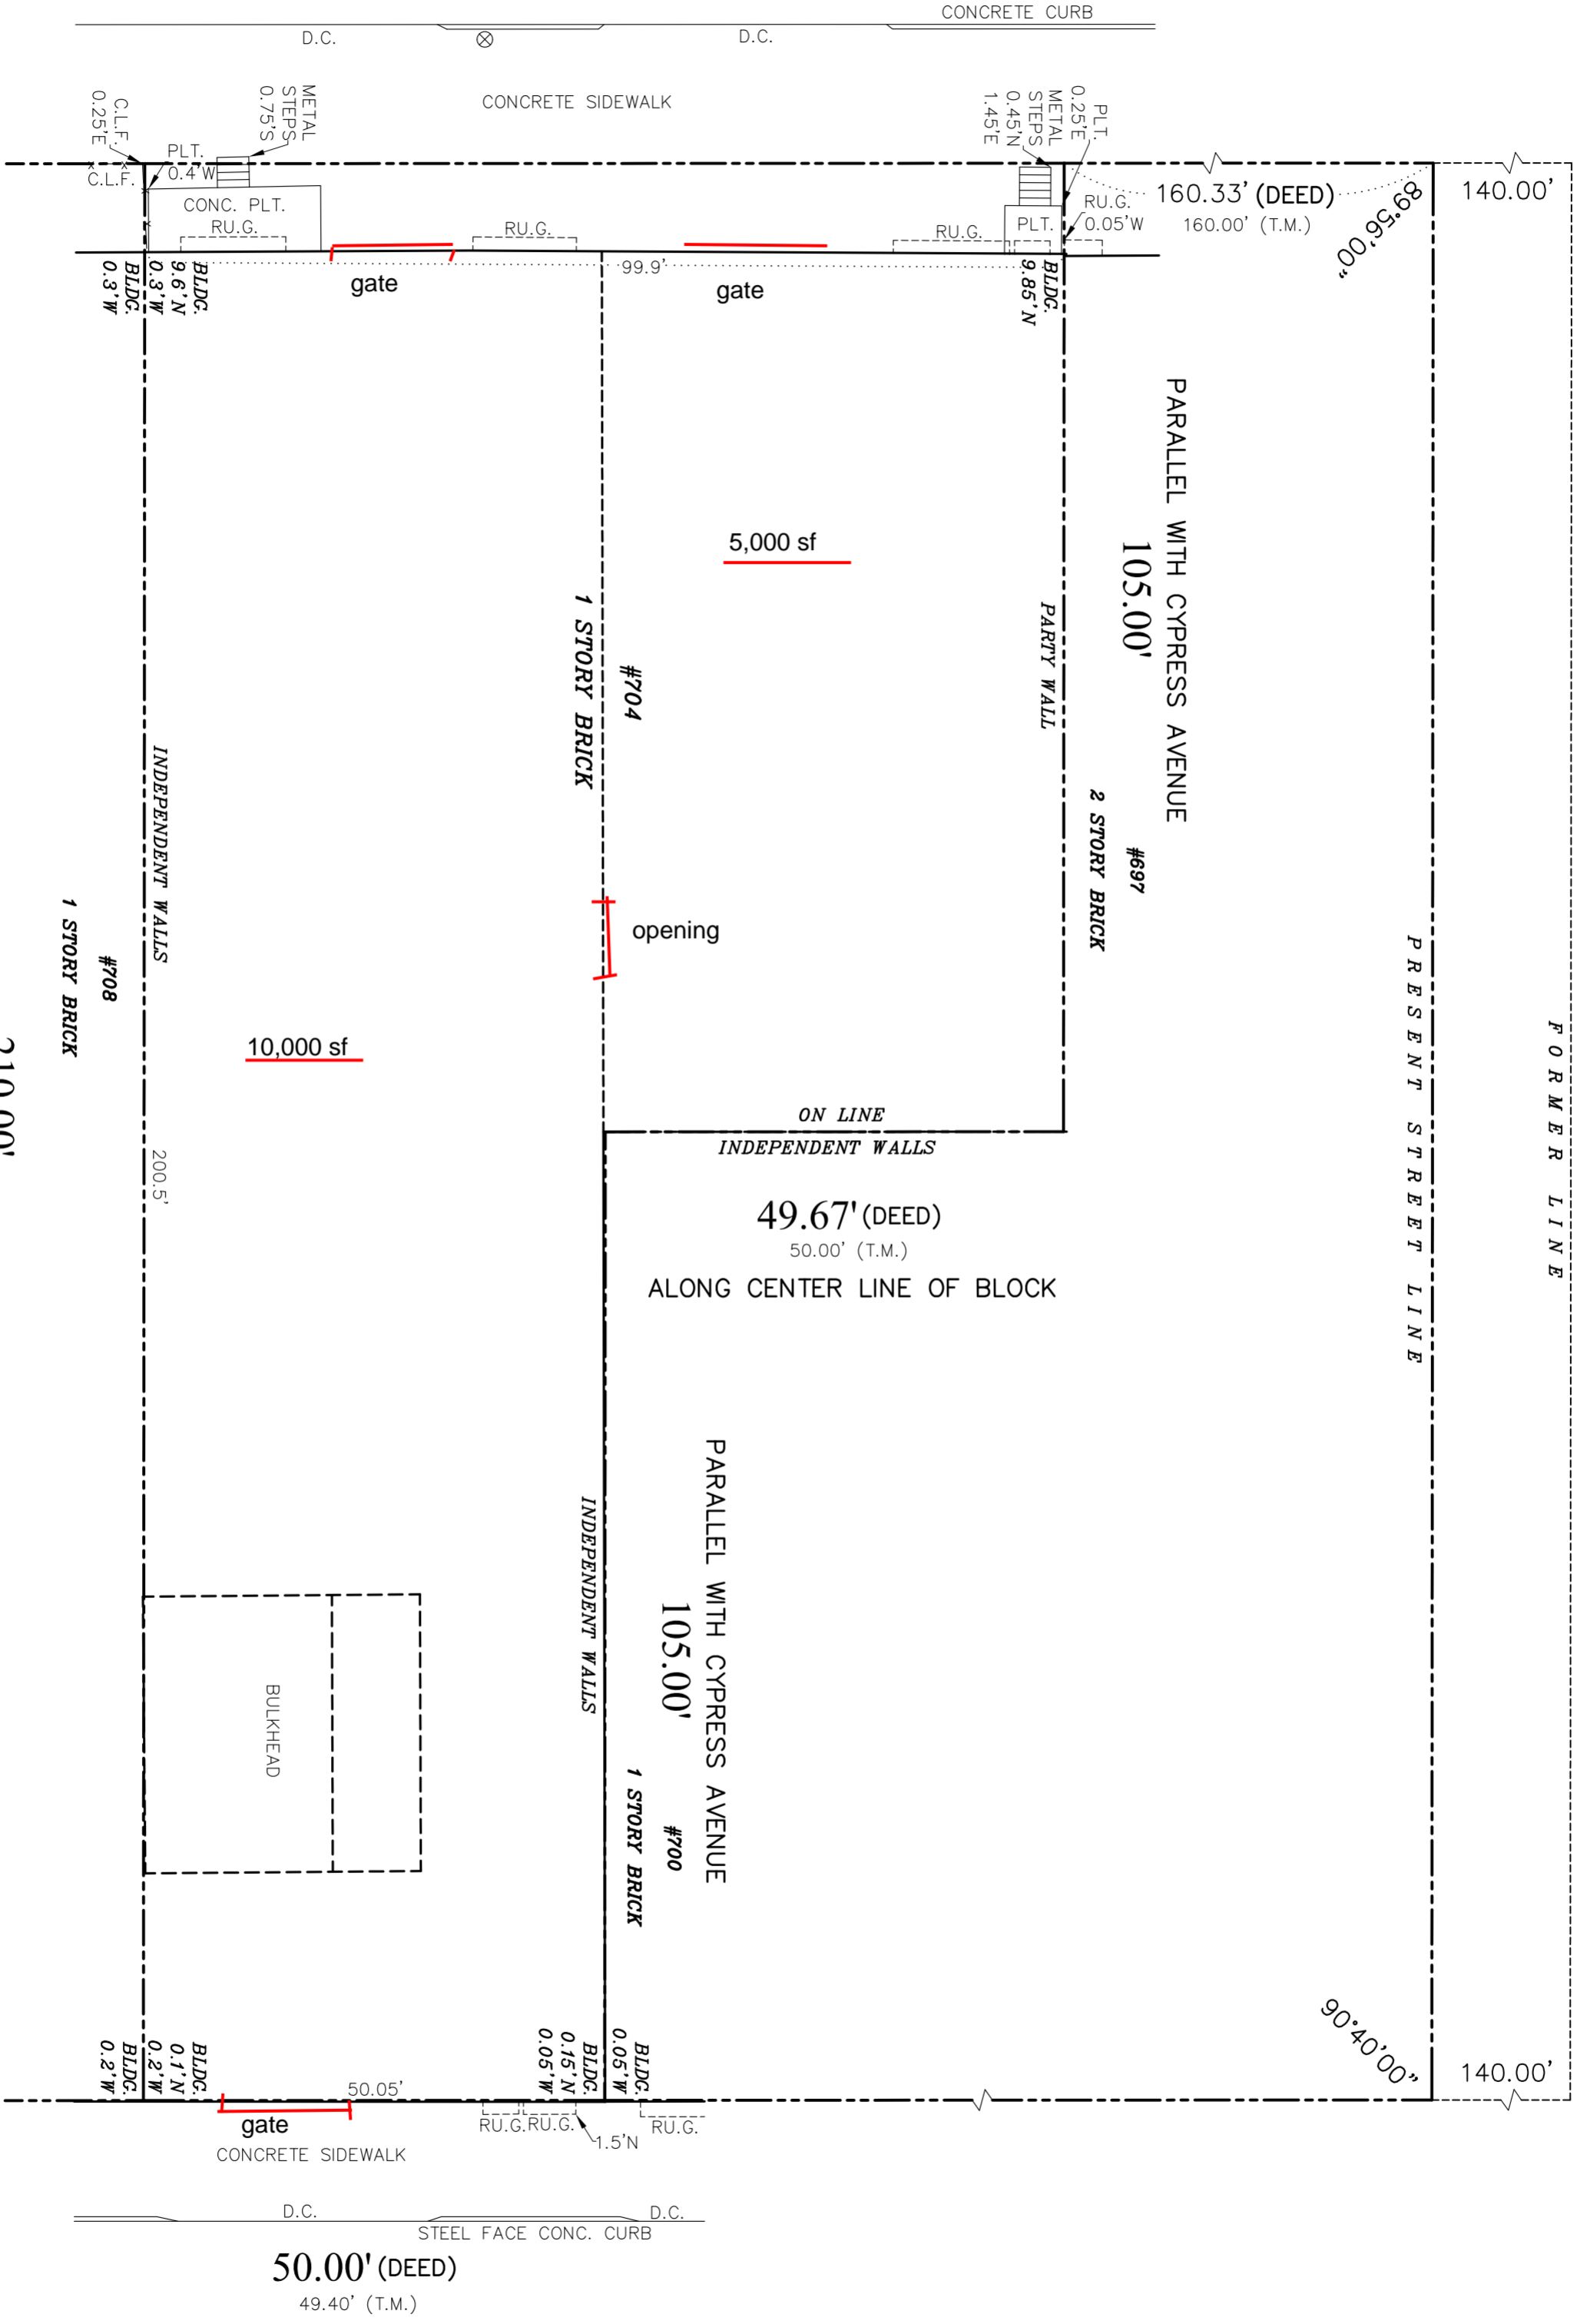 CONCRETE CURB
D.C.
D.C.
CONCRETE SIDEWALK
C.L.F.
0.25'E
METAL
STEPS
0.75'S
PLT.
0.25'E
METAL
STEPS
0.45'N
1.45'E
PLT.
0.4'W
C.L.F.
CONC. PLT.
RU.G.
RU.G.
RU.G.
PLT.
RU.G.
0.05'W
160.33' (DEED)
160.00' (T.M.)
89°56'00"
140.00'
99.9'
gate
gate
BLDG.
9.6'N
0.3'W
BLDG.
0.3'W
BLDG.
9.85'N
PARALLEL WITH CYPRESS AVENUE
105.00'
5,000 sf
PARTY WALL
1 STORY BRICK
#704
#697
2 STORY BRICK
INDEPENDENT WALLS
#708
1 STORY BRICK
opening
PRESENT STREET LINE
FORMER LINE
10,000 sf
210.00'
200.5'
ON LINE
INDEPENDENT WALLS
49.67' (DEED)
50.00' (T.M.)
ALONG CENTER LINE OF BLOCK
PARALLEL WITH CYPRESS AVENUE
105.00'
INDEPENDENT WALLS
BULKHEAD
1 STORY BRICK
#700
90°40'00"
140.00'
BLDG.
0.1'N
0.2'W
BLDG.
0.2'W
BLDG.
0.05'W
BLDG.
0.15'N
0.05'W
50.05'
gate
RU.G.
RU.G.
RU.G.
1.5'N
CONCRETE SIDEWALK
D.C.
D.C.
STEEL FACE CONC. CURB
50.00' (DEED)
49.40' (T.M.)